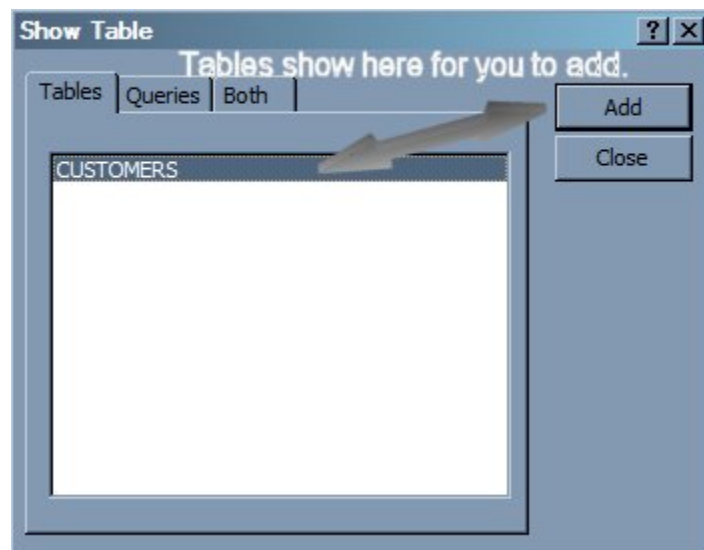 Show Table
Tables show here for you to add.
Tables Queries Both
Add
Close
CUSTOMERS